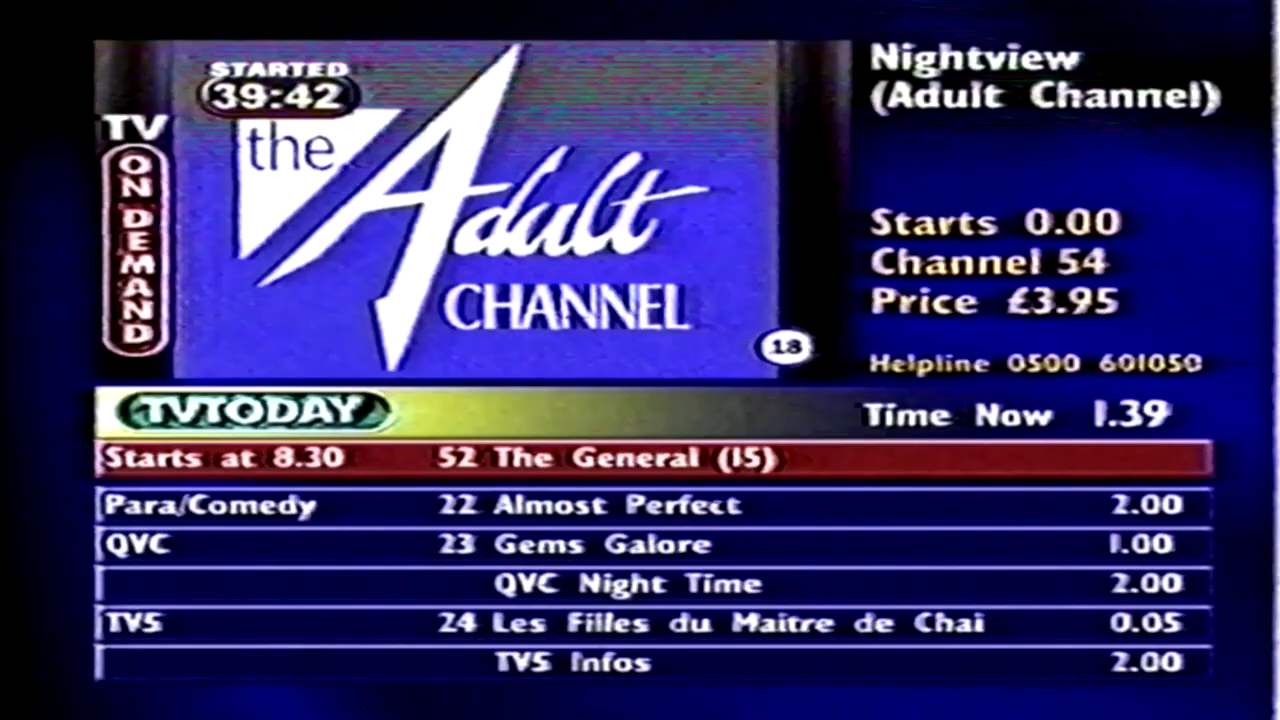 STARTED
39:42
TV
ON DEMAND
the
Adult
CHANNEL
18
Nightview
(Adult Channel)
Starts 0.00
Channel 54
Price £3.95
Helpline 0500 601050
TVTODAY
Time Now 1.39
Starts at 8.30 52 The General (15)
Para/Comedy 22 Almost Perfect 2.00
QVC 23 Gems Galore 1.00
QVC Night Time 2.00
TV5 24 Les Filles du Maitre de Chai 0.05
TV5 Infos 2.00